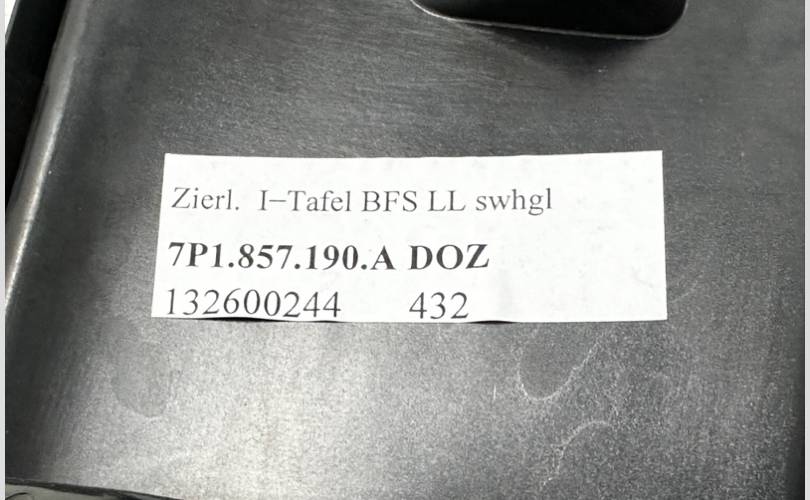 Zierl. I-Tafel BFS LL swhgl
7P1.857.190.A DOZ
132600244 432